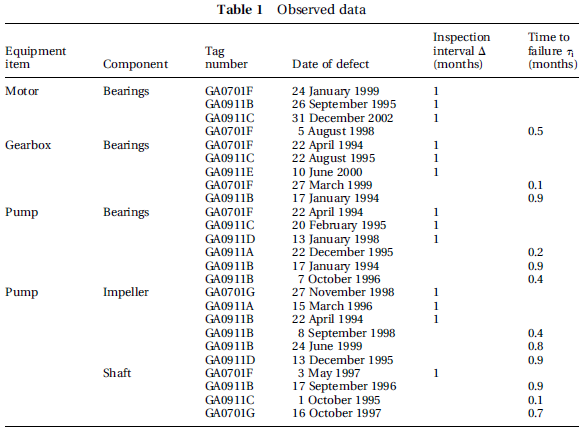 Table 1 Observed data
Equipment item Component Tag number Date of defect Inspection interval Δ (months) Time to failure τi (months)
Motor Bearings GA0701F 24 January 1999 1
GA0911B 26 September 1995 1
GA0911C 31 December 2002 1
GA0701F 5 August 1998 0.5
Gearbox Bearings GA0701F 22 April 1994 1
GA0911C 22 August 1995 1
GA0911E 10 June 2000 1
GA0701F 27 March 1999 0.1
GA0911B 17 January 1994 0.9
Pump Bearings GA0701F 22 April 1994 1
GA0911C 20 February 1995 1
GA0911D 13 January 1998 1
GA0911A 22 December 1995 0.2
GA0911B 17 January 1994 0.9
GA0911B 7 October 1996 0.4
Pump Impeller GA0701G 27 November 1998 1
GA0911A 15 March 1996 1
GA0911B 22 April 1994 1
GA0911B 8 September 1998 0.4
GA0911B 24 June 1999 0.8
GA0911D 13 December 1995 0.9
Shaft GA0701F 3 May 1997 1
GA0911B 17 September 1996 0.9
GA0911C 1 October 1995 0.1
GA0701G 16 October 1997 0.7